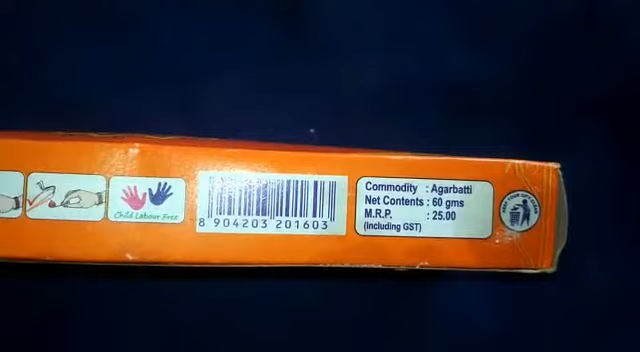 Child Labour Free
8 904203 201603
Commodity : Agarbatti
Net Contents : 60 gms
M.R.P. : 25.00
(Including GST)